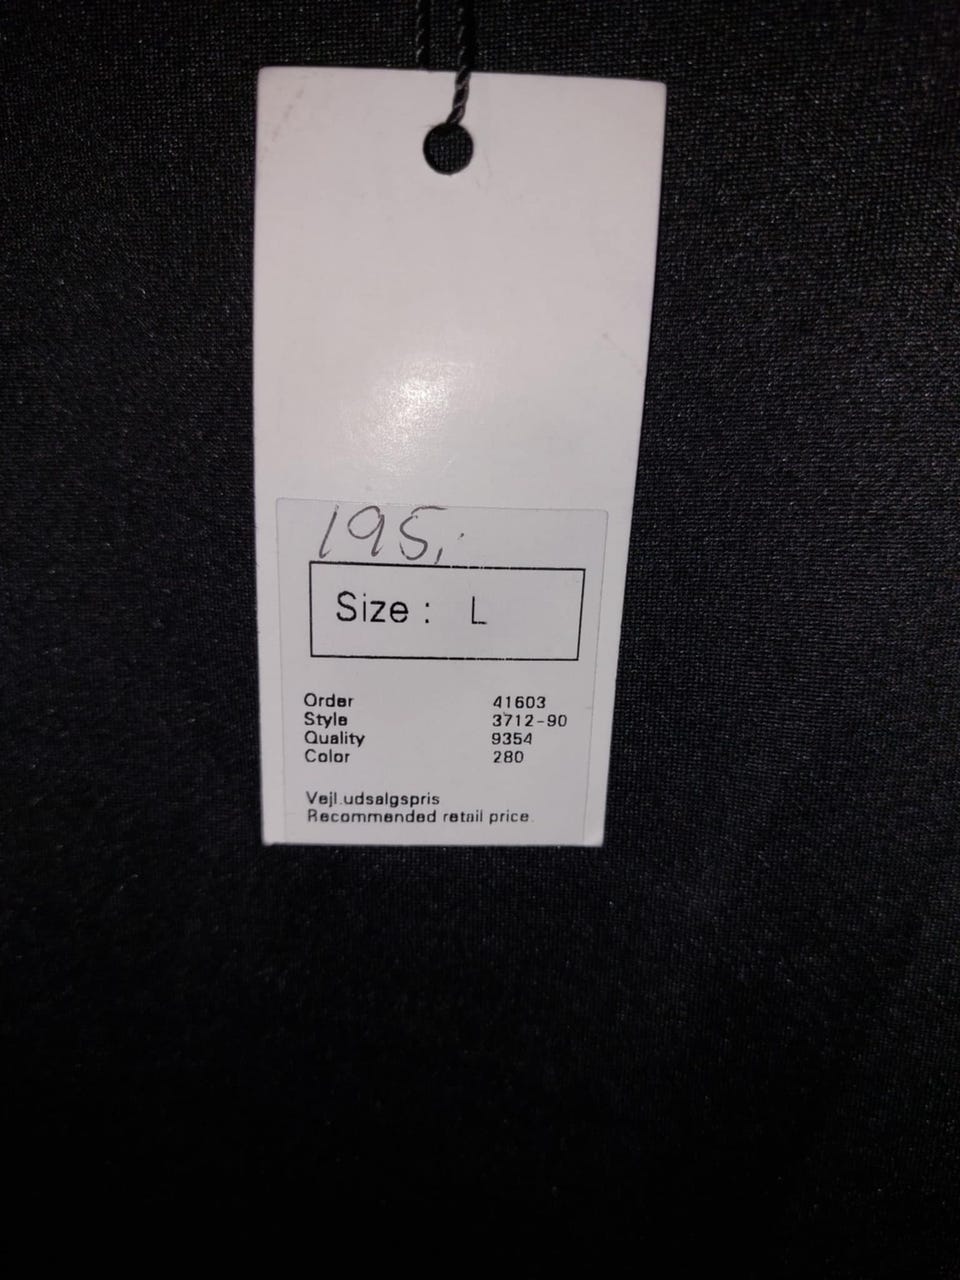 195,-
Size : L
Order 41603
Style 3712-90
Quality 9354
Color 280
Vejl.udsalgspris
Recommended retail price.